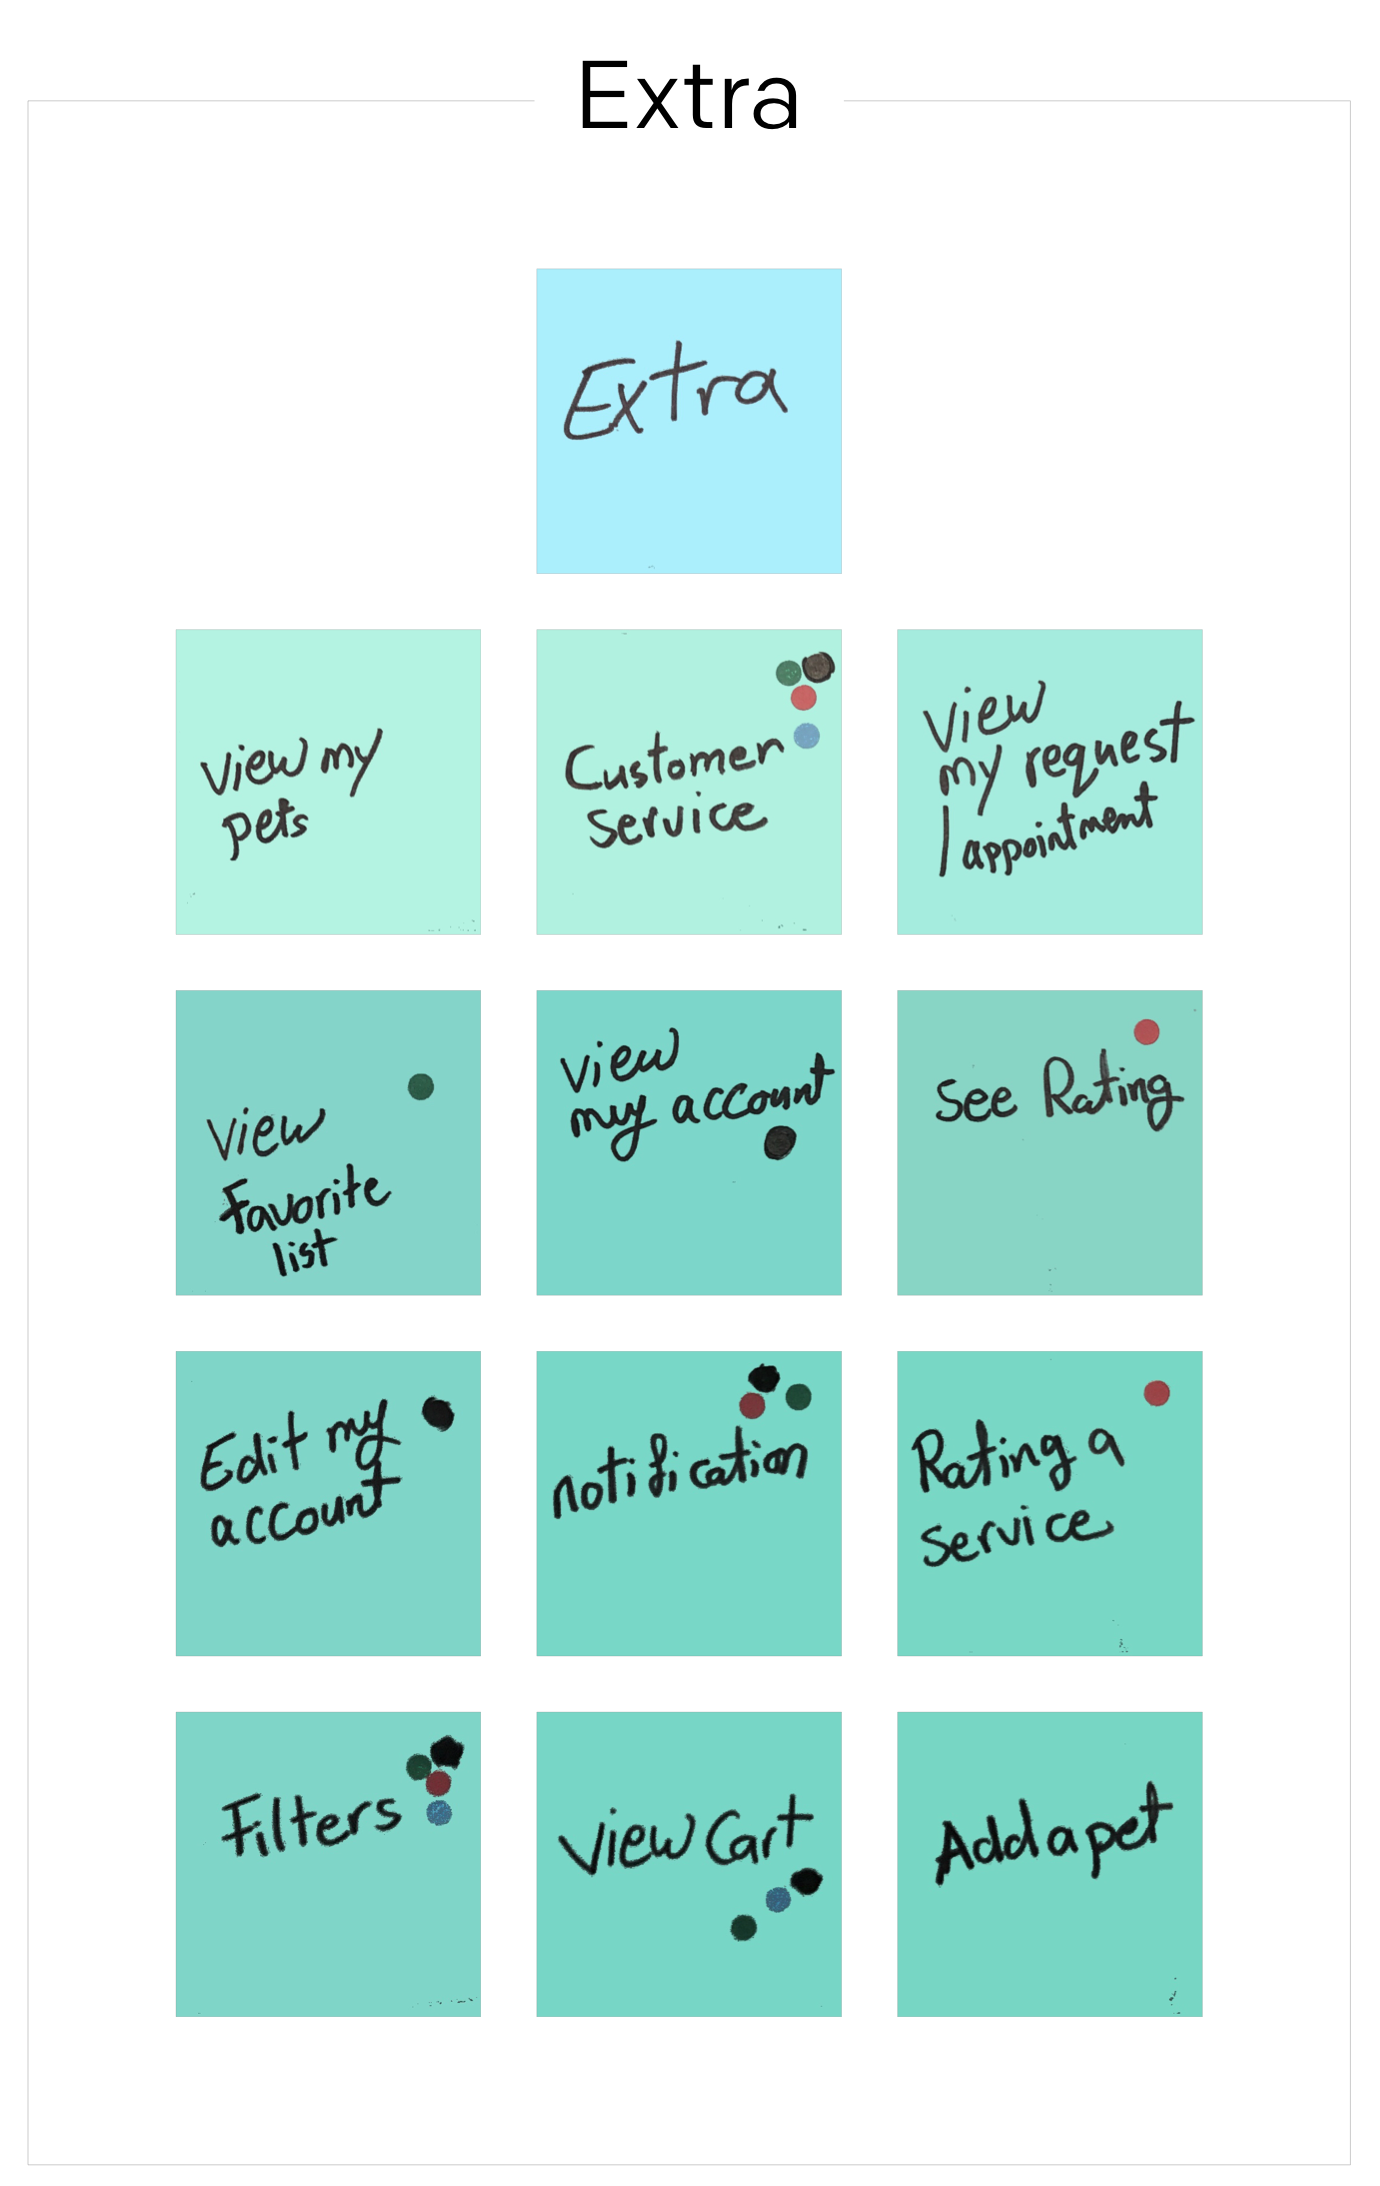 Extra
Extra
view my
pets
Customer
service
view
my request
/ appointment
view
Favorite
list
view
my account
see Rating
Edit my
account
notification
Rating a
service
Filters
view Cart
Add a pet